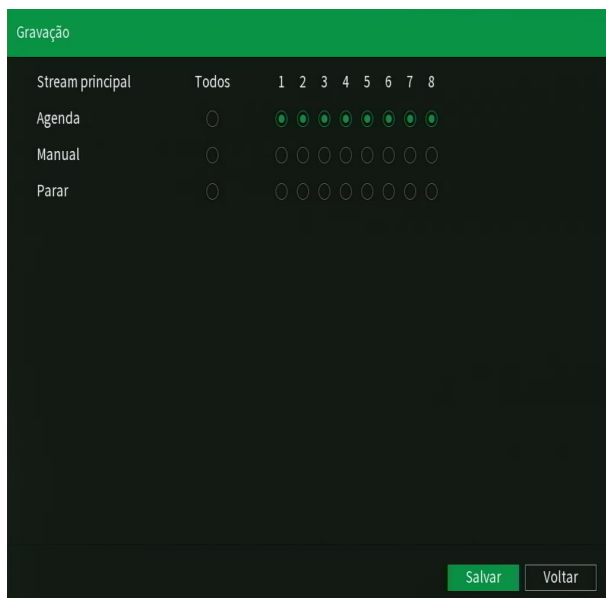 Gravação
Stream principal Todos 1 2 3 4 5 6 7 8
Agenda
Manual
Parar
Salvar Voltar